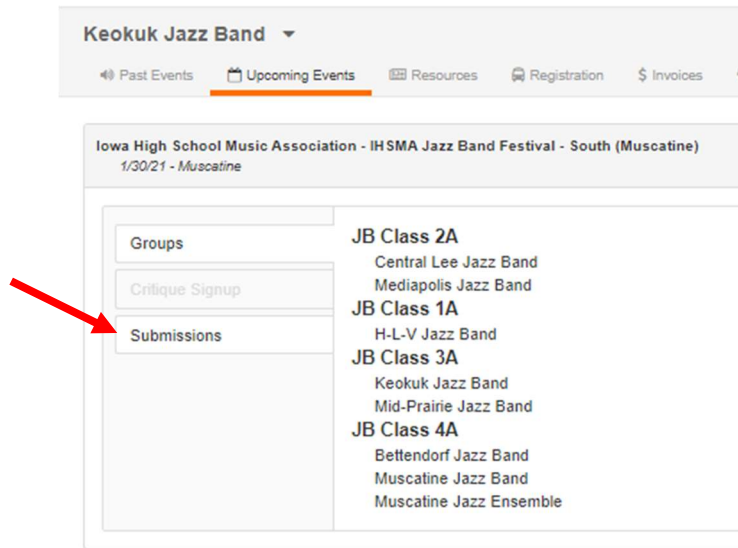 Keokuk Jazz Band
Past Events Upcoming Events Resources Registration $ Invoices
Iowa High School Music Association - IHSMA Jazz Band Festival - South (Muscatine)
1/30/21 - Muscatine
Groups
Critique Signup
Submissions
JB Class 2A
Central Lee Jazz Band
Mediapolis Jazz Band
JB Class 1A
H-L-V Jazz Band
JB Class 3A
Keokuk Jazz Band
Mid-Prairie Jazz Band
JB Class 4A
Bettendorf Jazz Band
Muscatine Jazz Band
Muscatine Jazz Ensemble